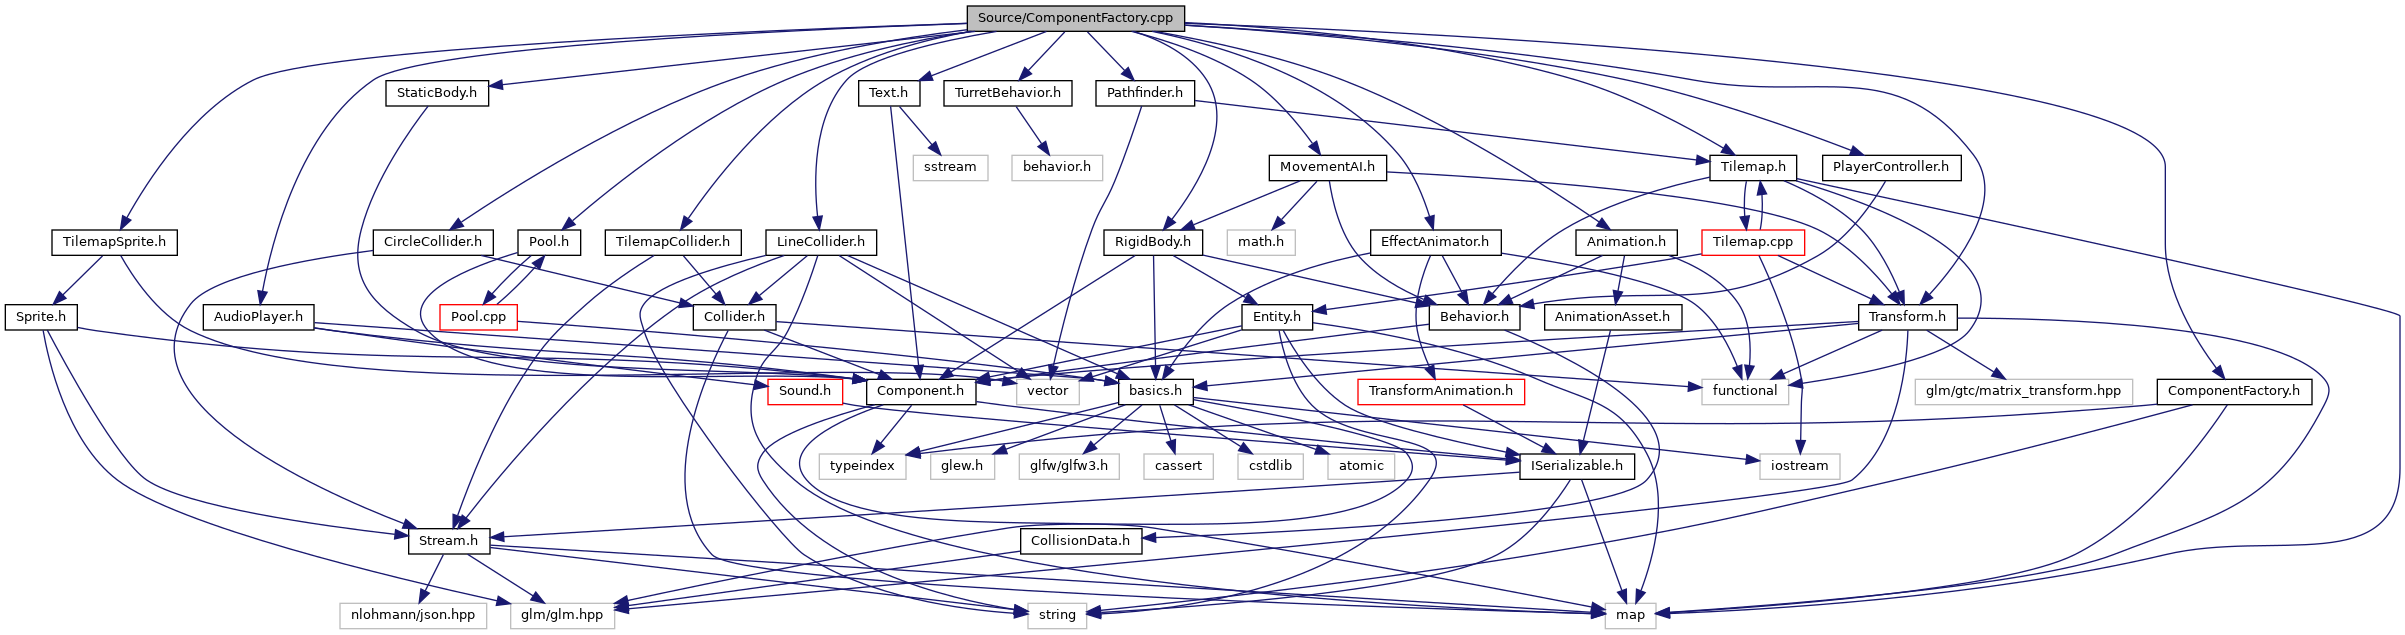 Source/ComponentFactory.cpp
StaticBody.h
Text.h
TurretBehavior.h
Pathfinder.h
sstream
behavior.h
MovementAI.h
Tilemap.h
PlayerController.h
TilemapSprite.h
CircleCollider.h
Pool.h
TilemapCollider.h
LineCollider.h
RigidBody.h
math.h
EffectAnimator.h
Animation.h
Tilemap.cpp
Sprite.h
AudioPlayer.h
Pool.cpp
Collider.h
Entity.h
Behavior.h
AnimationAsset.h
Transform.h
Sound.h
Component.h
vector
basics.h
TransformAnimation.h
functional
glm/gtc/matrix_transform.hpp
ComponentFactory.h
typeindex
glew.h
glfw/glfw3.h
cassert
cstdlib
atomic
ISerializable.h
iostream
Stream.h
CollisionData.h
nlohmann/json.hpp
glm/glm.hpp
string
map